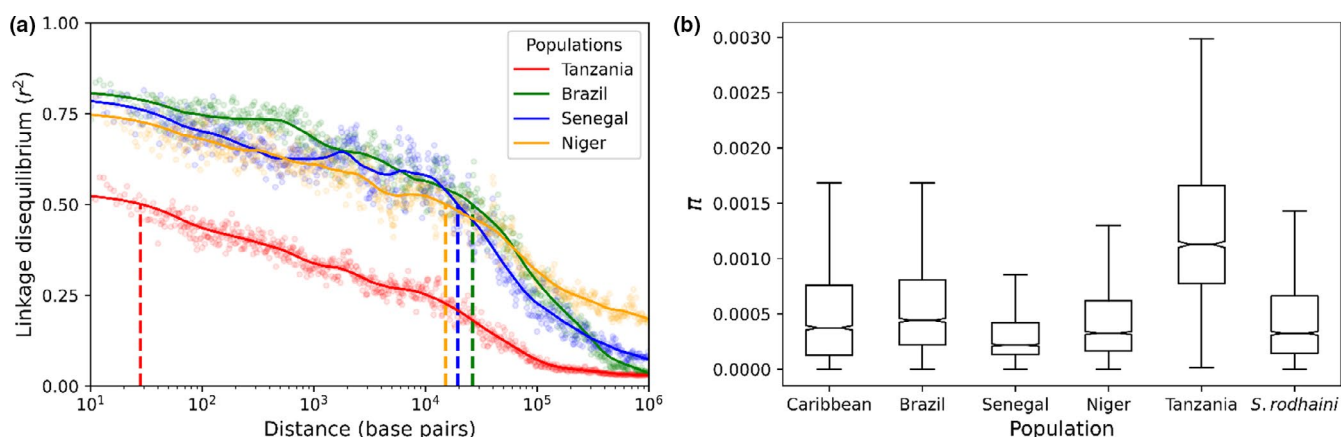 (a)
1.00
0.75
0.50
0.25
0.00
Linkage disequilibrium (r²)
Populations
Tanzania
Brazil
Senegal
Niger
10¹ 10² 10³ 10⁴ 10⁵ 10⁶
Distance (base pairs)
(b)
0.0030
0.0025
0.0020
0.0015
0.0010
0.0005
0.0000
π
Caribbean Brazil Senegal Niger Tanzania S. rodhaini
Population